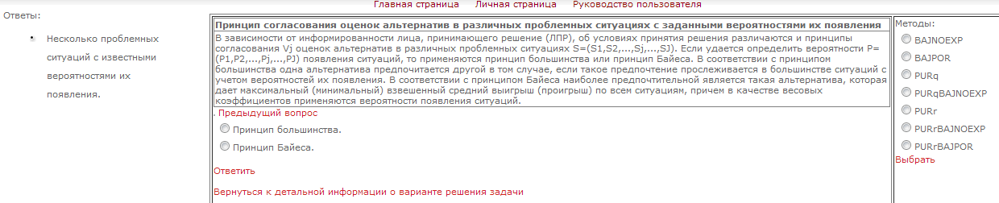 Главная страница Личная страница Руководство пользователя
Ответы:
Несколько проблемных
ситуаций с известными
вероятностями их
появления.
Принцип согласования оценок альтернатив в различных проблемных ситуациях с заданными вероятностями их появления
В зависимости от информированности лица, принимающего решение (ЛПР), об условиях принятия решения различаются и принципы
согласования Vj оценок альтернатив в различных проблемных ситуациях S=(S1,S2,...,Sj,...,SJ). Если удается определить вероятности P=
(P1,P2,...,Pj,...,PJ) появления ситуаций, то применяются принцип большинства или принцип Байеса. В соответствии с принципом
большинства одна альтернатива предпочитается другой в том случае, если такое предпочтение прослеживается в большинстве ситуаций с
учетом вероятностей их появления. В соответствии с принципом Байеса наиболее предпочтительной является такая альтернатива, которая
дает максимальный (минимальный) взвешенный средний выигрыш (проигрыш) по всем ситуациям, причем в качестве весовых
коэффициентов применяются вероятности появления ситуаций.
. Предыдущий вопрос
Принцип большинства.
Принцип Байеса.
Ответить
Вернуться к детальной информации о варианте решения задачи
Методы:
BAJNOEXP
BAJPOR
PURq
PURqBAJNOEXP
PURr
PURrBAJNOEXP
PURrBAJPOR
Выбрать